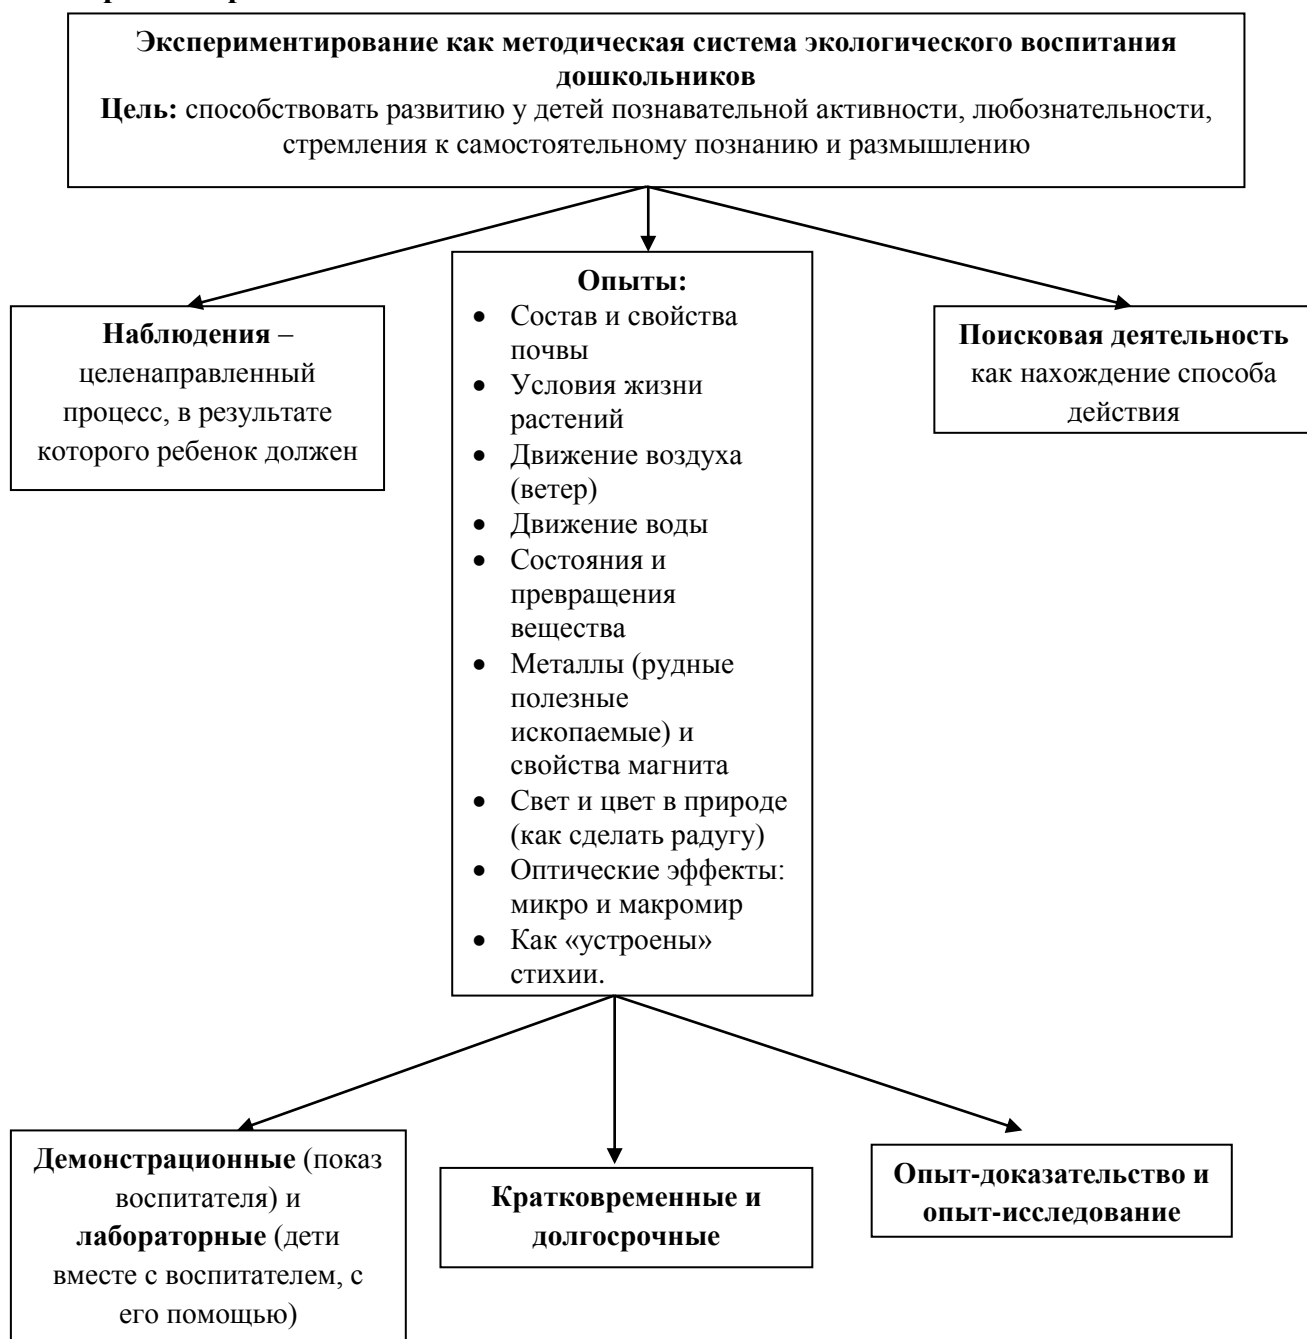 Экспериментирование как методическая система экологического воспитания
дошкольников
Цель: способствовать развитию у детей познавательной активности, любознательности,
стремления к самостоятельному познанию и размышлению
Наблюдения –
целенаправленный
процесс, в результате
которого ребенок должен
Опыты:
• Состав и свойства
почвы
• Условия жизни
растений
• Движение воздуха
(ветер)
• Движение воды
• Состояния и
превращения
вещества
• Металлы (рудные
полезные
ископаемые) и
свойства магнита
• Свет и цвет в природе
(как сделать радугу)
• Оптические эффекты:
микро и макромир
• Как «устроены»
стихии.
Поисковая деятельность
как нахождение способа
действия
Демонстрационные (показ
воспитателя) и
лабораторные (дети
вместе с воспитателем, с
его помощью)
Кратковременные и
долгосрочные
Опыт-доказательство и
опыт-исследование